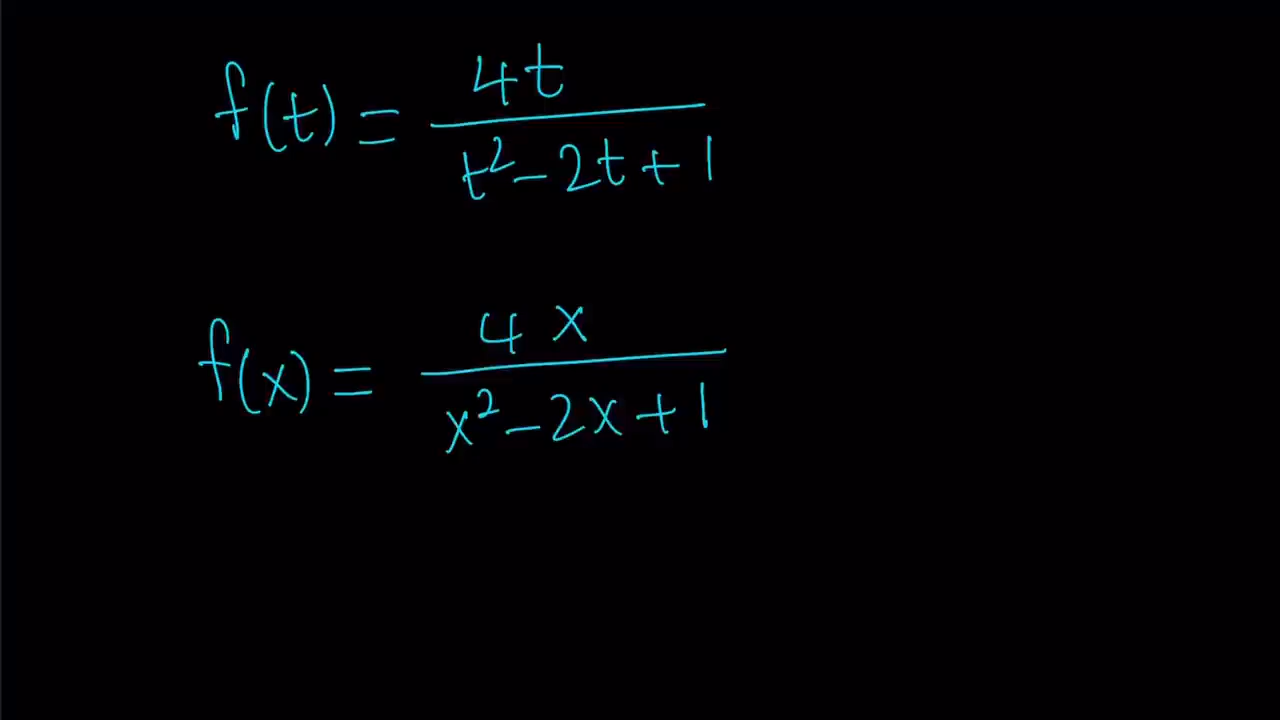 f(t) = 4t / t² - 2t + 1
f(x) = 4x / x² - 2x + 1